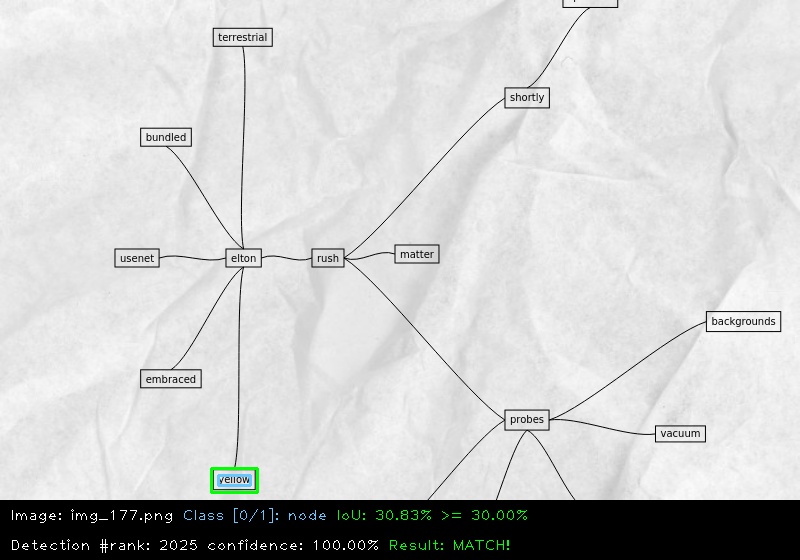 terrestrial
shortly
bundled
usenet
elton
rush
matter
backgrounds
embraced
probes
vacuum
yellow
Image: img_177.png Class [0/1]: node IoU: 30.83% >= 30.00%
Detection #rank: 2025 confidence: 100.00% Result: MATCH!